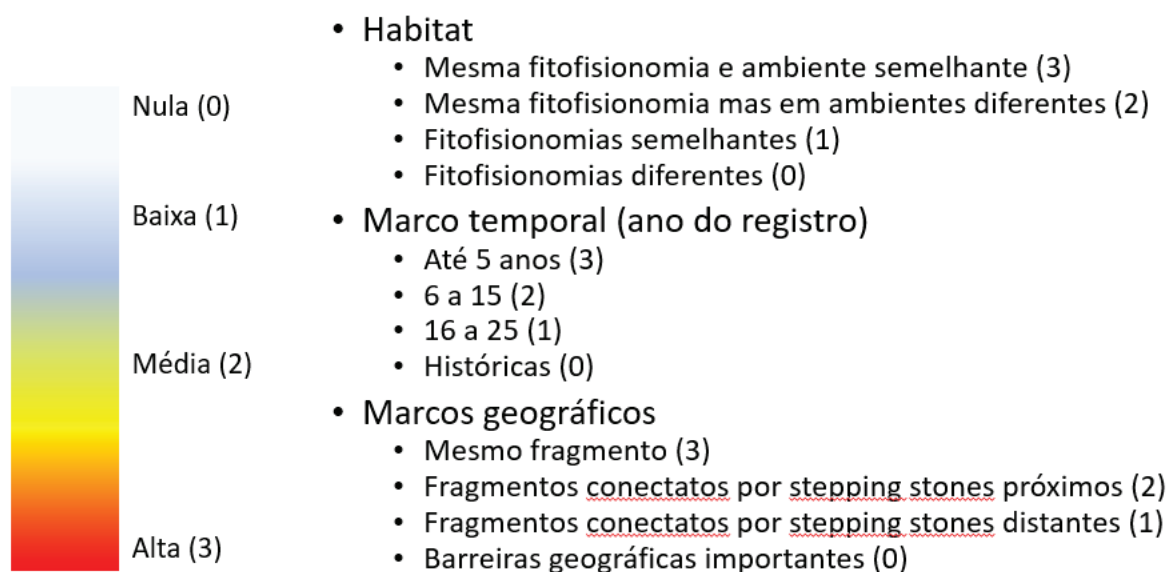 Nula (0)
Baixa (1)
Média (2)
Alta (3)
• Habitat
• Mesma fitofisionomia e ambiente semelhante (3)
• Mesma fitofisionomia mas em ambientes diferentes (2)
• Fitofisionomias semelhantes (1)
• Fitofisionomias diferentes (0)
• Marco temporal (ano do registro)
• Até 5 anos (3)
• 6 a 15 (2)
• 16 a 25 (1)
• Históricas (0)
• Marcos geográficos
• Mesmo fragmento (3)
• Fragmentos conectatos por stepping stones próximos (2)
• Fragmentos conectatos por stepping stones distantes (1)
• Barreiras geográficas importantes (0)